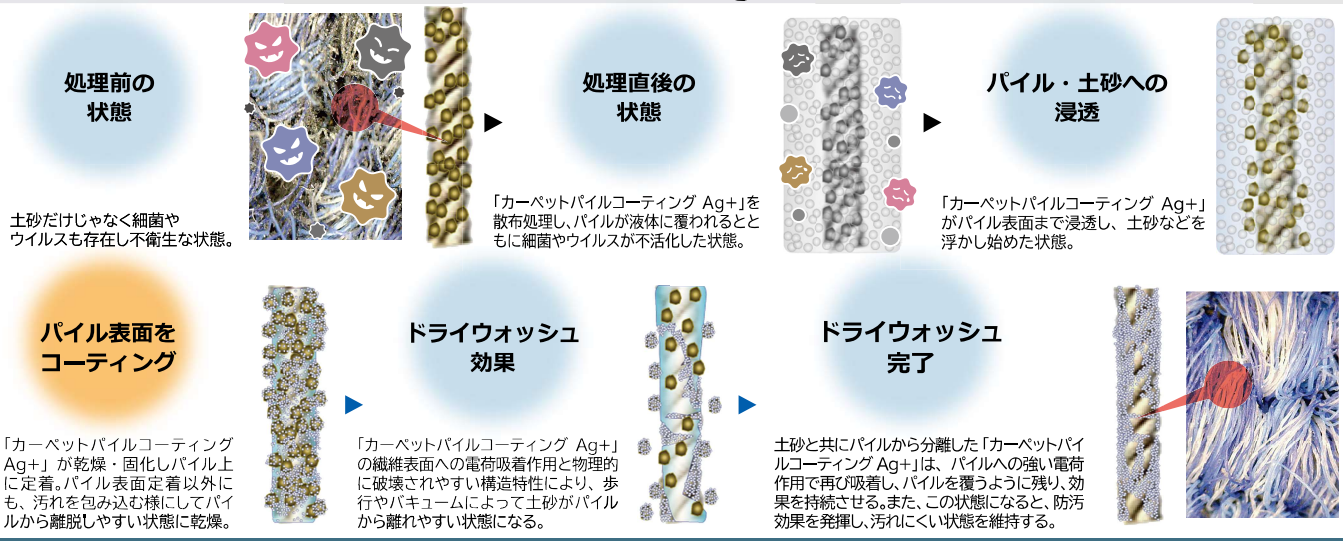 処理前の
状態
土砂だけじゃなく細菌や
ウイルスも存在し不衛生な状態。
処理直後の
状態
「カーペットパイルコーティング Ag+」を
散布処理し、パイルが液体に覆われるとと
もに細菌やウイルスが不活化した状態。
パイル・土砂への
浸透
「カーペットパイルコーティング Ag+」
がパイル表面まで浸透し、土砂などを
浮かし始めた状態。
パイル表面を
コーティング
「カーペットパイルコーティング
Ag+」が乾燥・固化しパイル上
に定着。パイル表面定着以外に
も、汚れを包み込む様にしてパイ
ルから離脱しやすい状態に乾燥。
ドライウォッシュ
効果
「カーペットパイルコーティング Ag+」
の繊維表面への電荷吸着作用と物理的
に破壊されやすい構造特性により、歩
行やバキュームによって土砂がパイル
から離れやすい状態になる。
ドライウォッシュ
完了
土砂と共にパイルから分離した「カーペットパイ
ルコーティング Ag+」は、パイルへの強い電荷
作用で再び吸着し、パイルを覆うように残り、効
果を持続させる。また、この状態になると、防汚
効果を発揮し、汚れにくい状態を維持する。